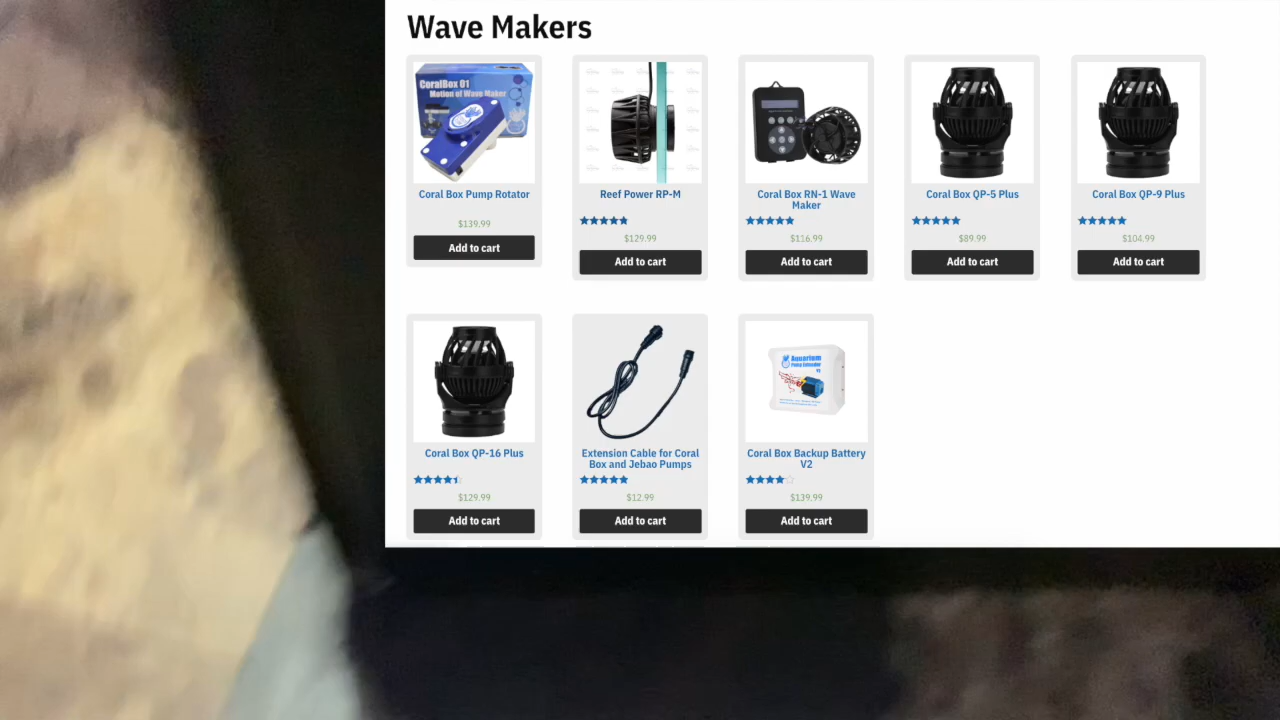 Wave Makers
CoralBox 01
Motion of Wave Maker
Coral Box Pump Rotator
$139.99
Add to cart
Reef Power RP-M
$129.99
Add to cart
Coral Box RN-1 Wave
Maker
$116.99
Add to cart
Coral Box QP-5 Plus
$89.99
Add to cart
Coral Box QP-9 Plus
$104.99
Add to cart
Coral Box QP-16 Plus
$129.99
Add to cart
Extension Cable for Coral
Box and Jebao Pumps
$12.99
Add to cart
Aquarium
Pump Extender
V2
Coral Box Backup Battery
V2
$139.99
Add to cart